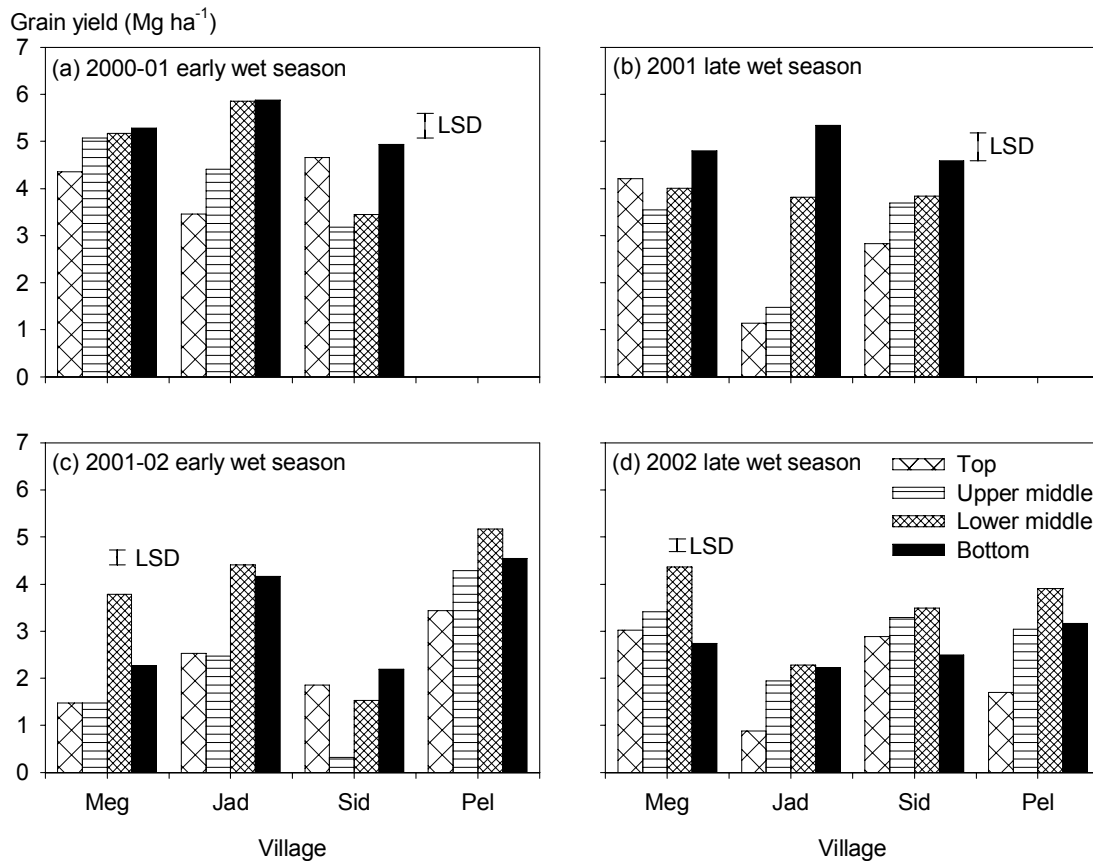 Grain yield (Mg ha-1)
7
6
5
4
3
2
1
0
(a) 2000-01 early wet season
LSD
(b) 2001 late wet season
LSD
7
6
5
4
3
2
1
0
(c) 2001-02 early wet season
LSD
(d) 2002 late wet season
LSD
Top
Upper middle
Lower middle
Bottom
Meg Jad Sid Pel
Meg Jad Sid Pel
Village
Village